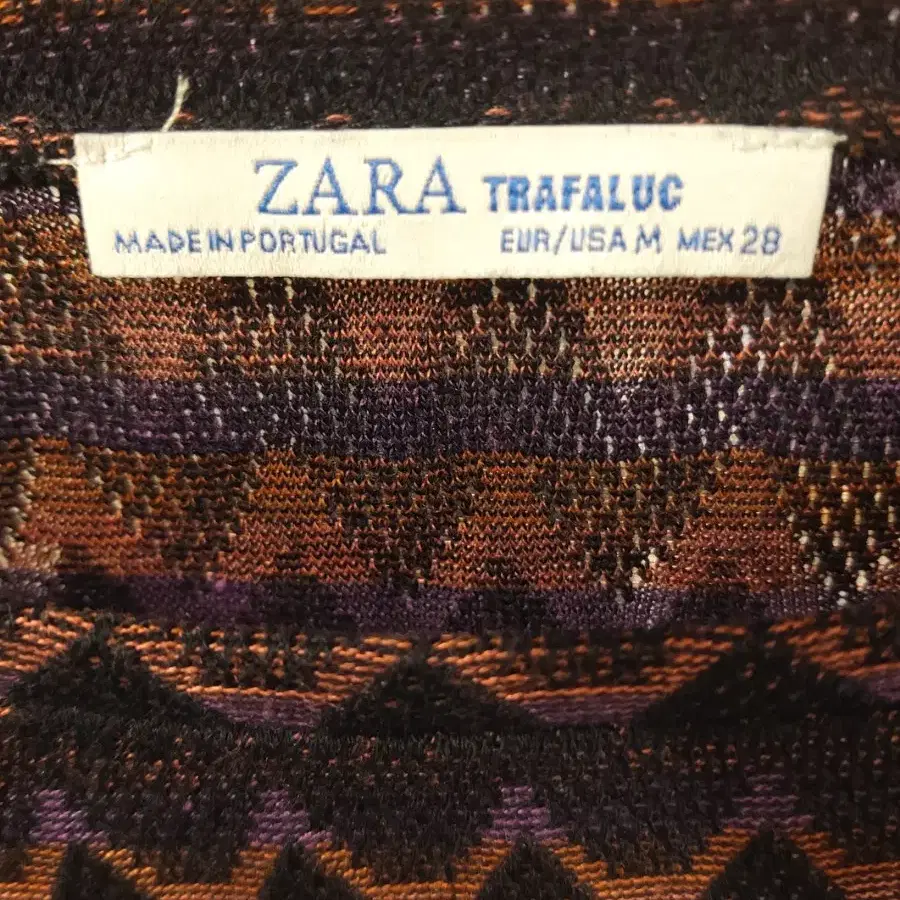 ZARA TRAFALUC
MADE IN PORTUGAL EUR/USA M MEX 28